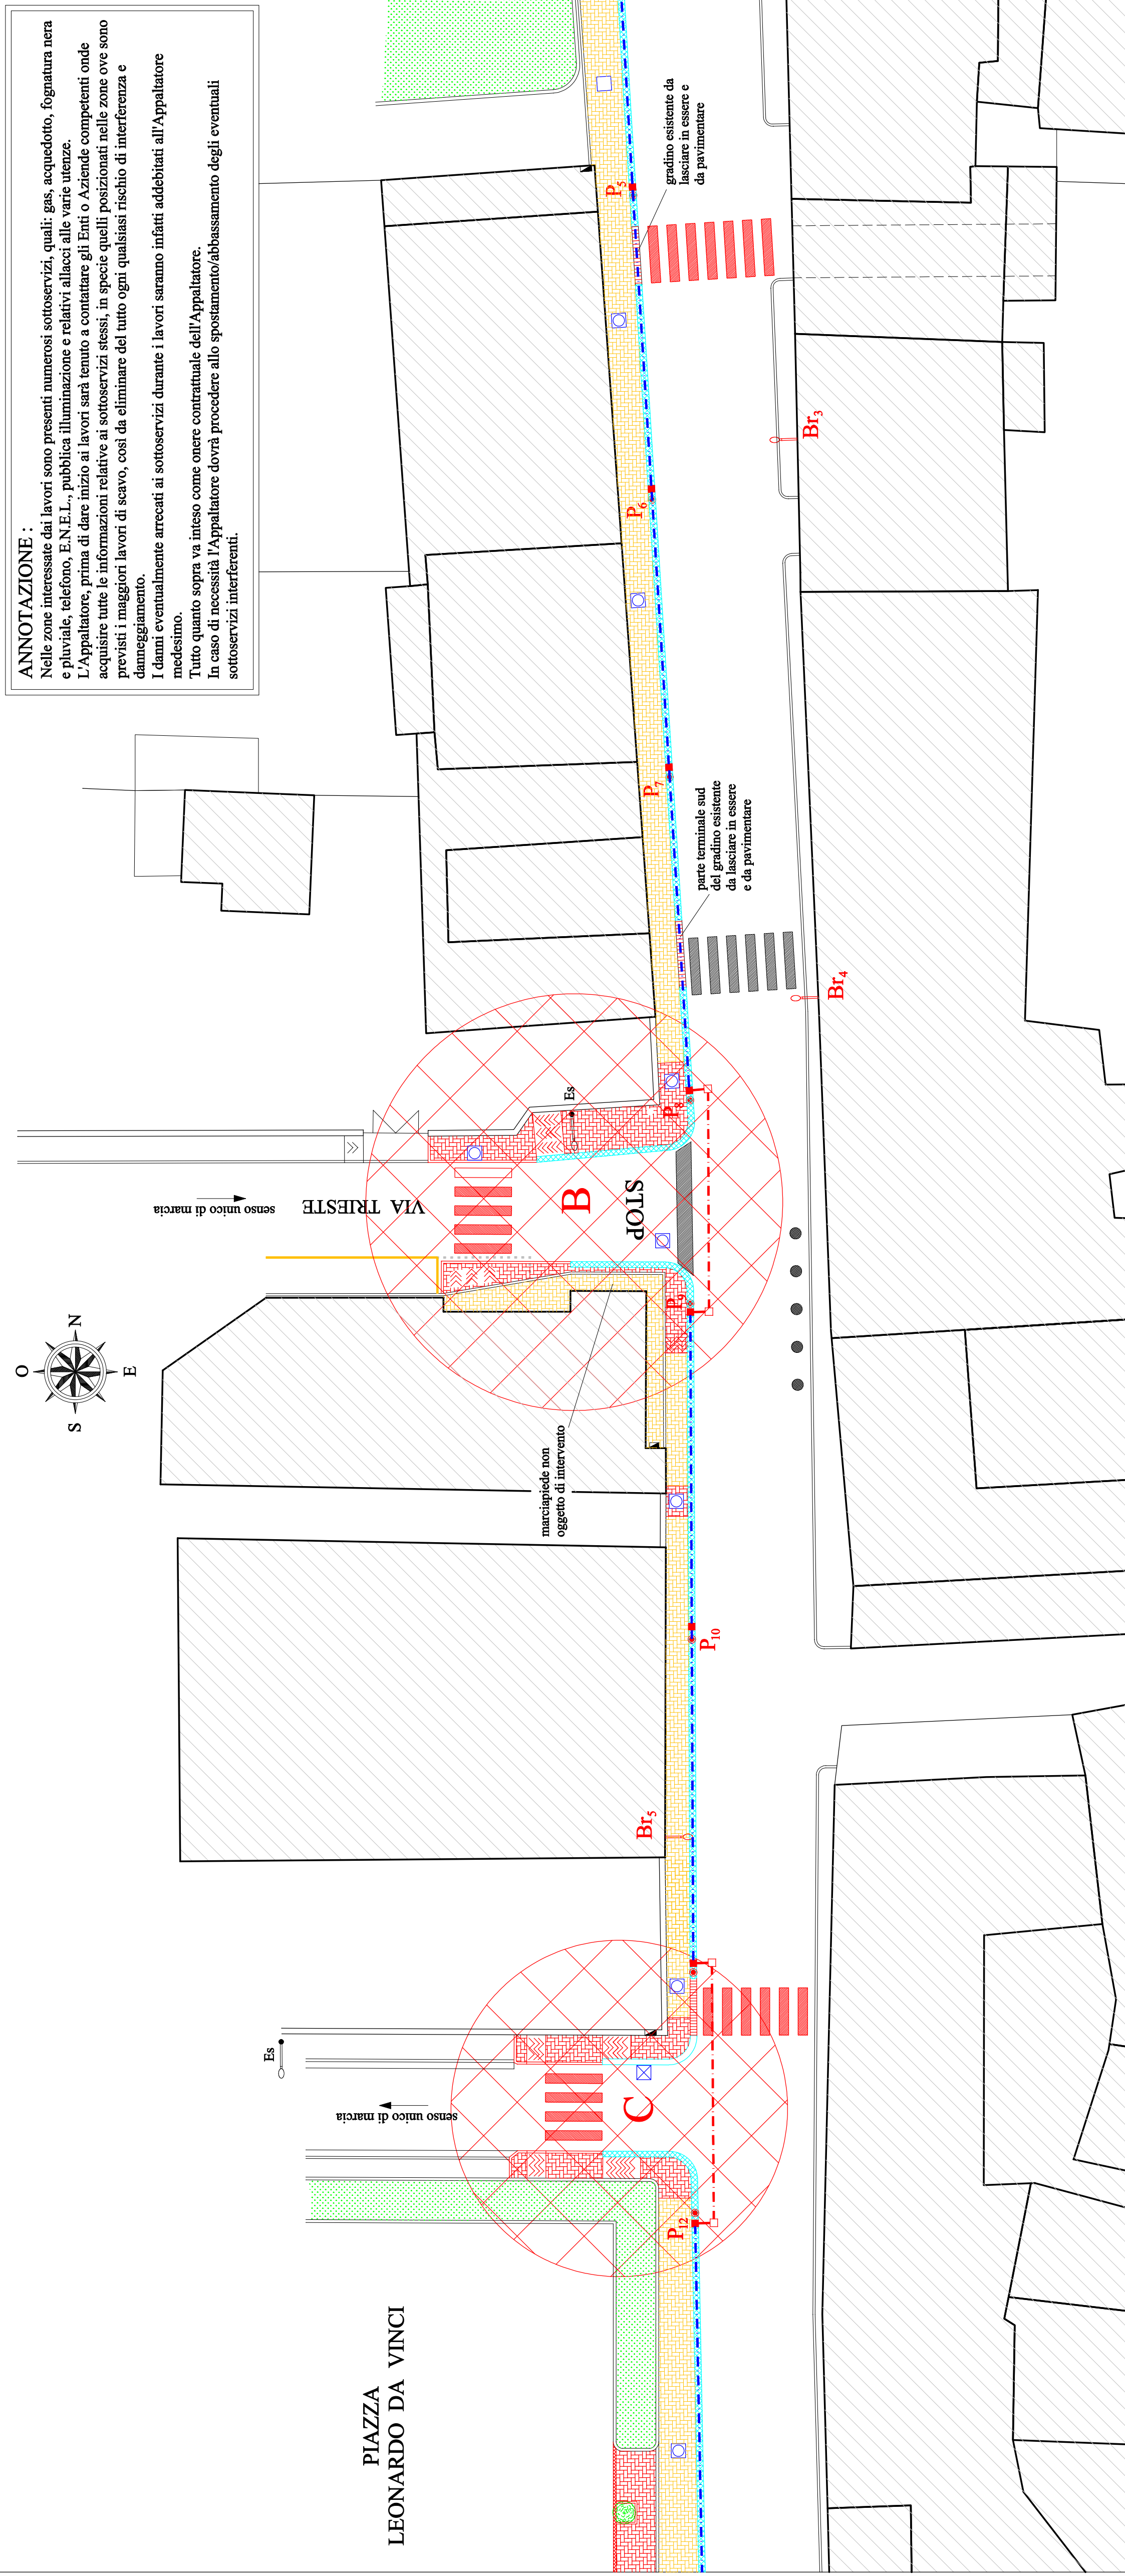 ANNOTAZIONE :
Nelle zone interessate dai lavori sono presenti numerosi sottoservizi, quali: gas, acquedotto, fognatura nera
e pluviale, telefono, E.N.E.L., pubblica illuminazione e relativi allacci alle varie utenze.
L'Appaltatore, prima di dare inizio ai lavori sarà tenuto a contattare gli Enti o Aziende competenti onde
acquisire tutte le informazioni relative ai sottoservizi stessi, in specie quelli posizionati nelle zone ove sono
previsti i maggiori lavori di scavo, così da eliminare del tutto ogni qualsiasi rischio di interferenza e
danneggiamento.
I danni eventualmente arrecati ai sottoservizi durante i lavori saranno infatti addebitati all'Appaltatore
medesimo.
Tutto quanto sopra va inteso come onere contrattuale dell'Appaltatore.
In caso di necessità l'Appaltatore dovrà procedere allo spostamento/abbassamento degli eventuali
sottoservizi interferenti.
PIAZZA
LEONARDO DA VINCI
Es
senso unico di marcia
C
P12
Br5
P10
O
N
E
S
marciapiede non
oggetto di intervento
senso unico di marcia
VIA TRIESTE
B
STOP
Es
P9
P8
Br4
parte terminale sud
del gradino esistente
da lasciare in essere
e da pavimentare
P7
P6
Br3
P5
gradino esistente da
lasciare in essere e
da pavimentare